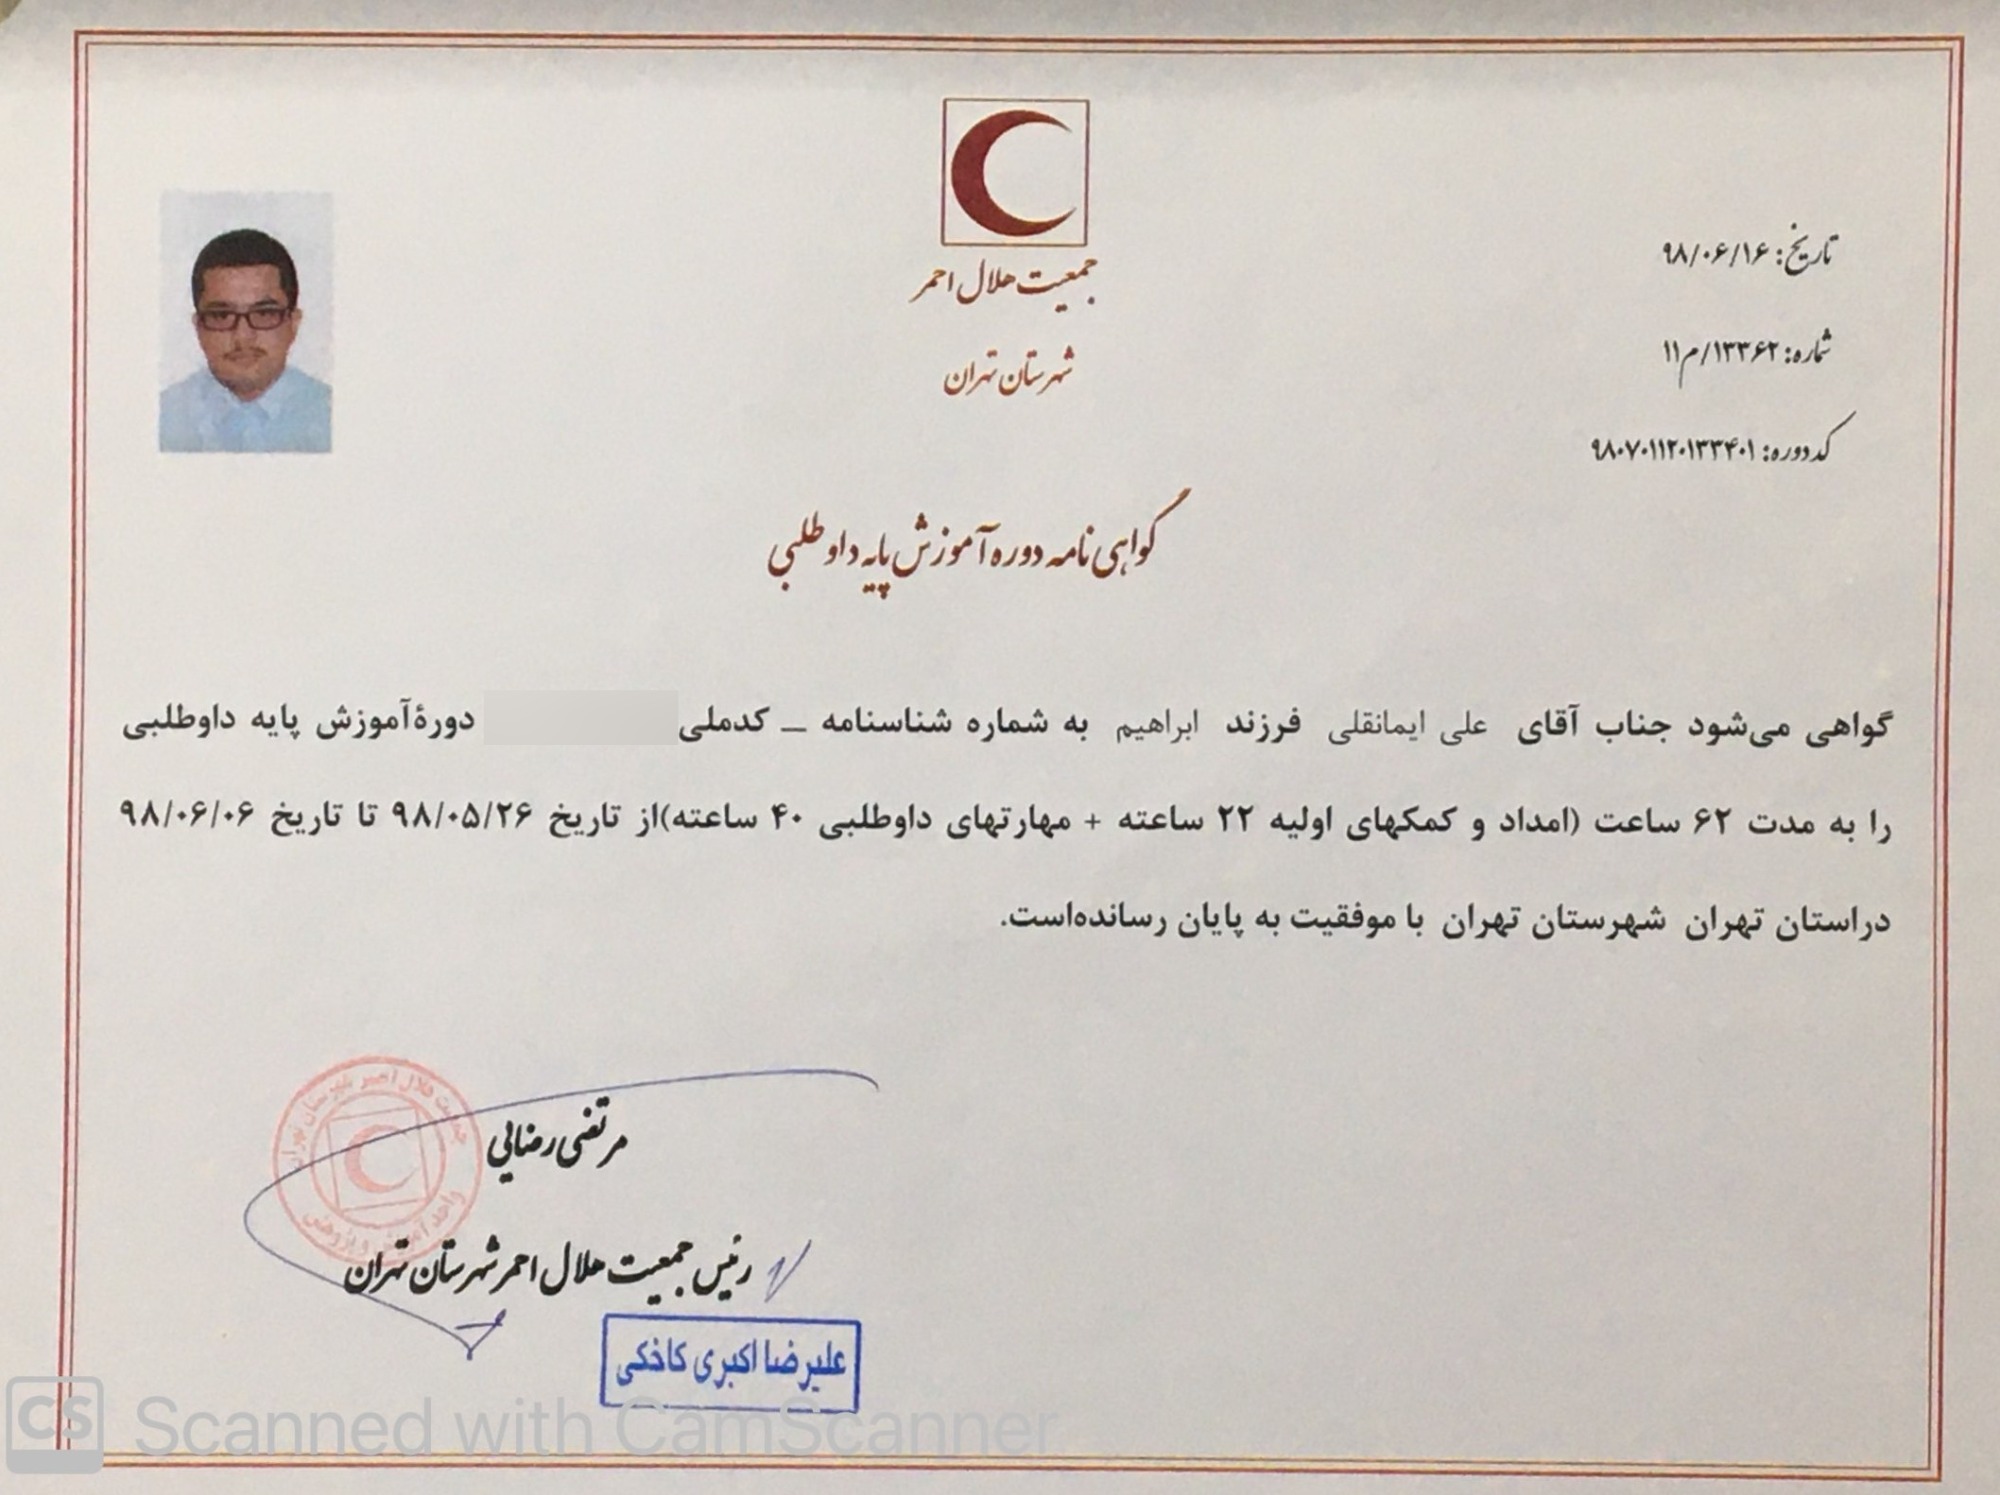 جمعیت هلال احمر
شهرستان تهران
تاریخ: ۹۸/۰۶/۱۶
شماره: ۱۳۳۶۲/م۱۱
کد دوره: ۹۸۰۷۰۱۱۲۰۱۳۳۴۰۱
گواهی نامه دوره آموزش پایه داوطلبی
گواهی می‌شود جناب آقای علی ایمانقلی فرزند ابراهیم به شماره شناسنامه – کدملی دورۀ آموزش پایه داوطلبی
را به مدت ۶۲ ساعت (امداد و کمکهای اولیه ۲۲ ساعته + مهارتهای داوطلبی ۴۰ ساعته)از تاریخ ۹۸/۰۵/۲۶ تا تاریخ ۹۸/۰۶/۰۶
دراستان تهران شهرستان تهران با موفقیت به پایان رسانده‌است.
مرتضی رضایی
جمعیت هلال احمر شهرستان تهران
واحد آموزش و پژوهش
رئیس جمعیت هلال احمر شهرستان تهران
علیرضا اکبری کاخکی
CS Scanned with CamScanner